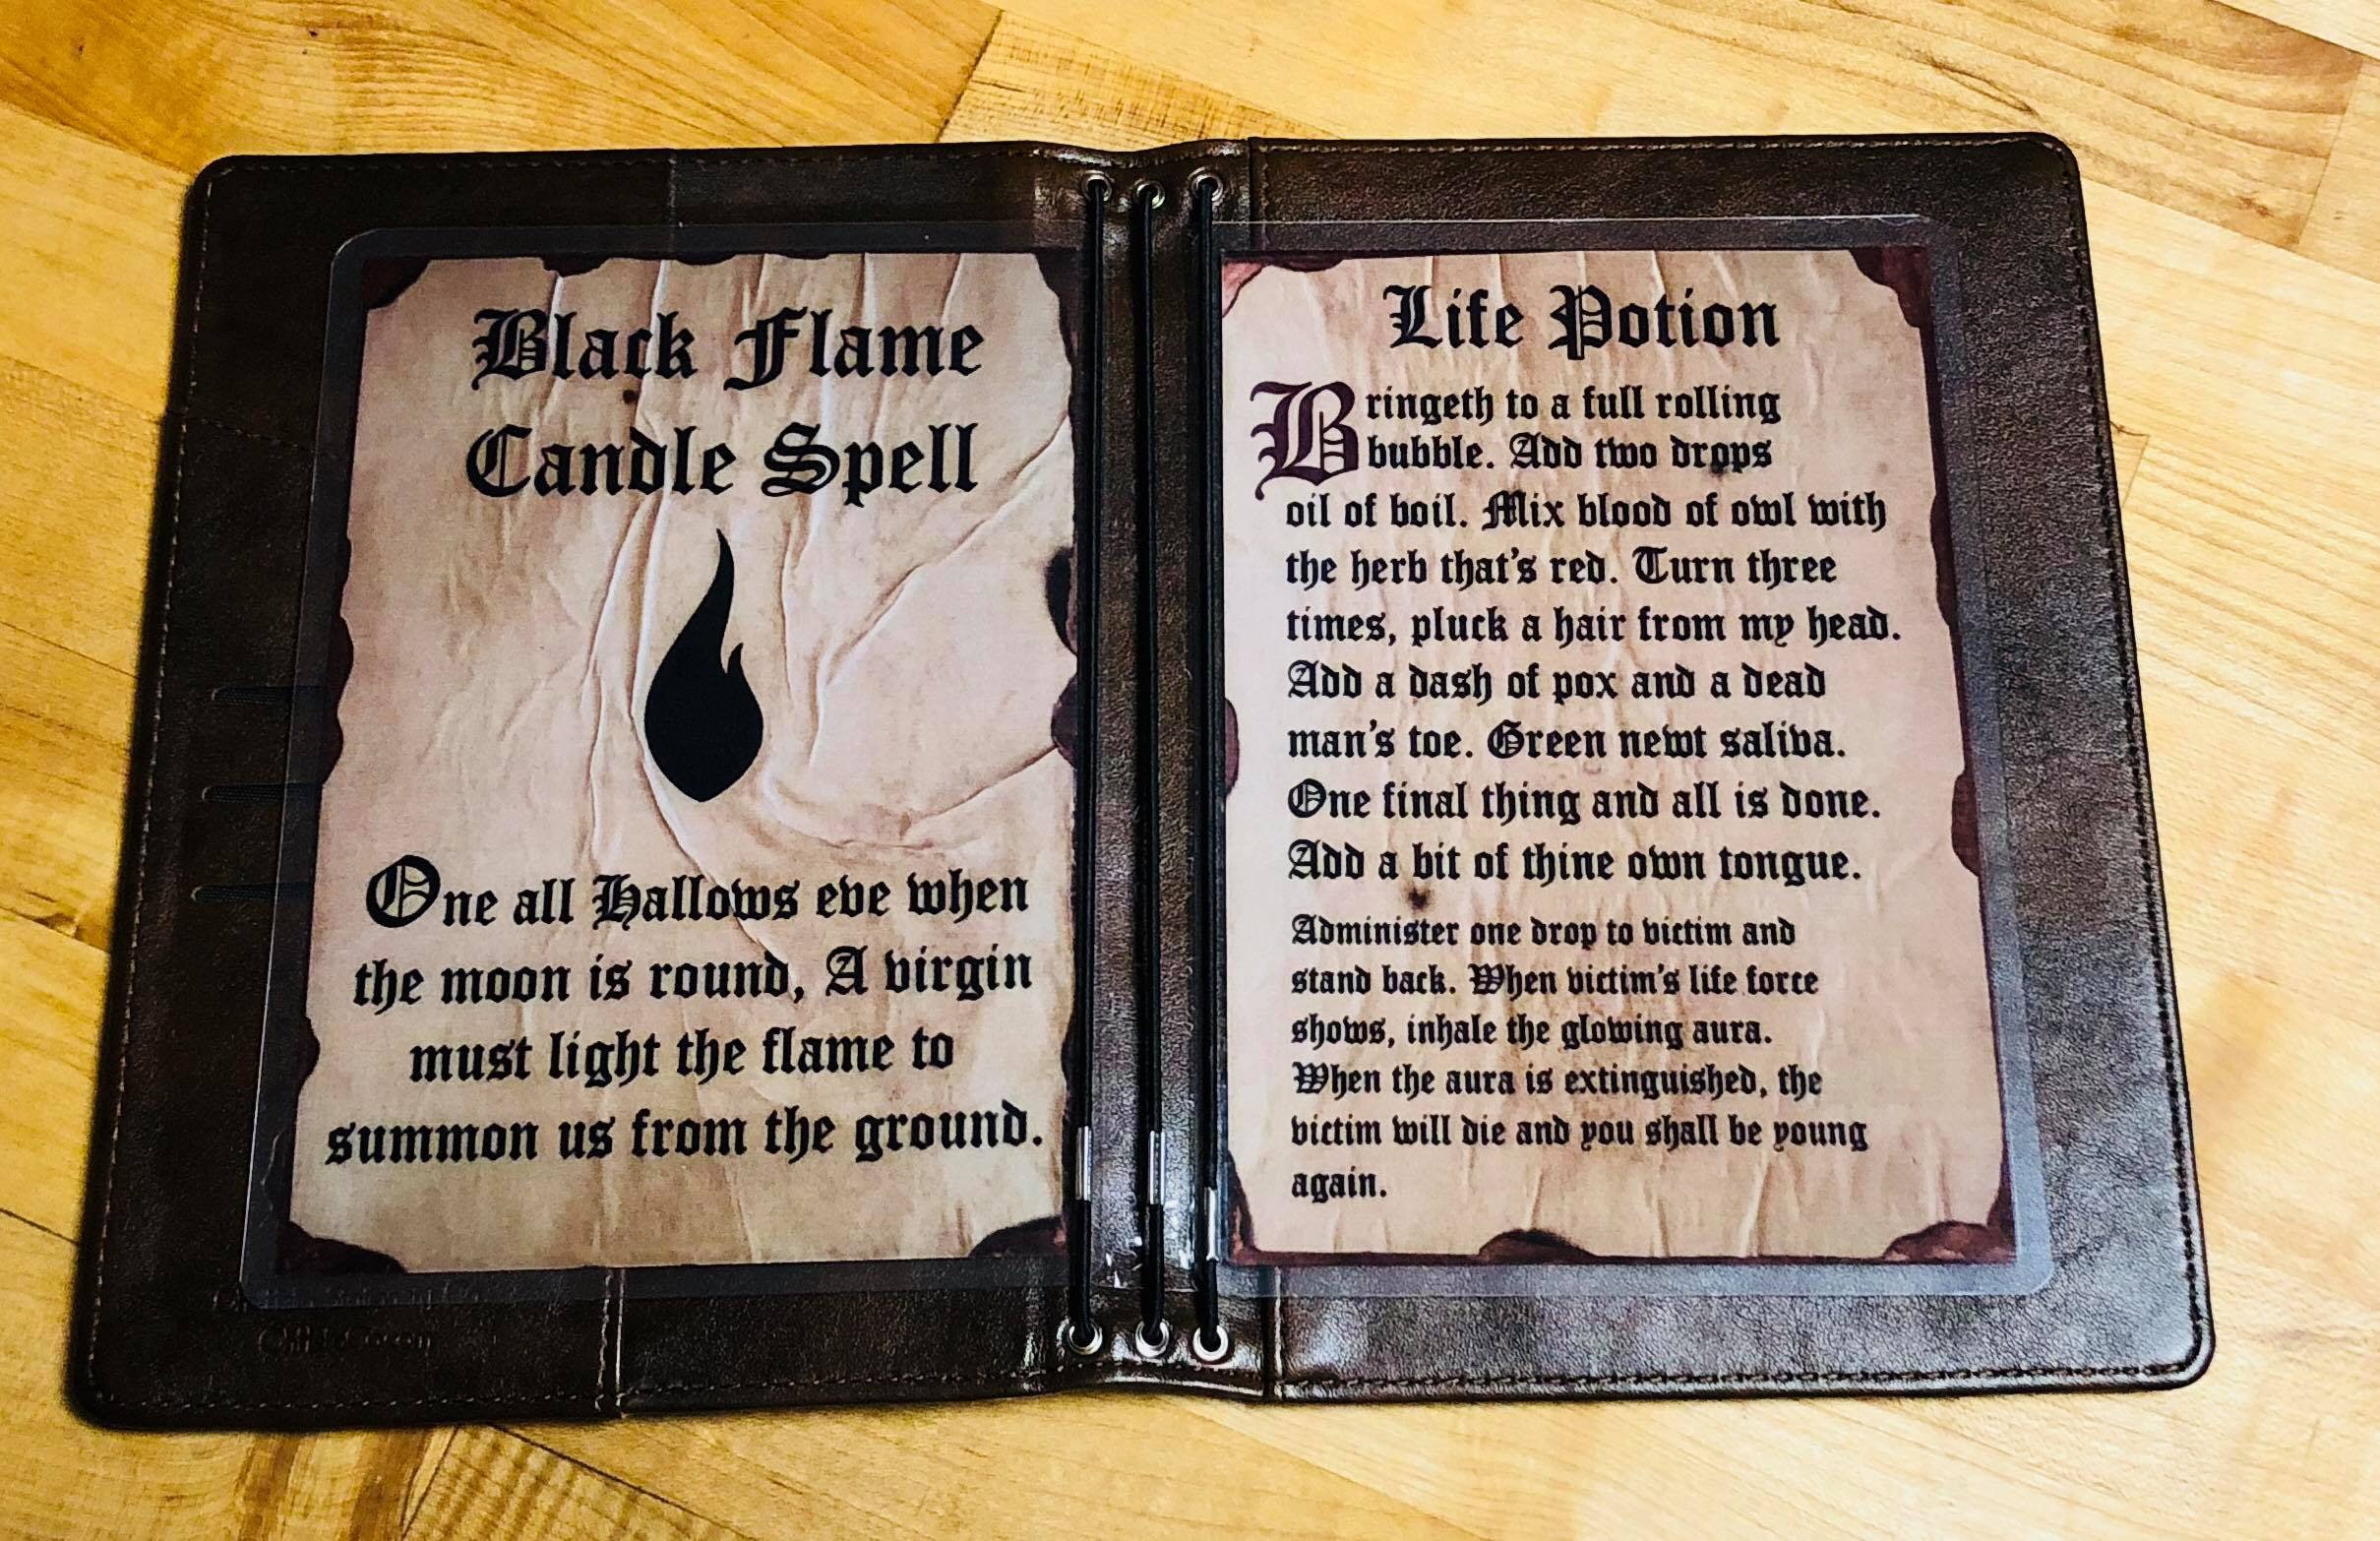 Black Flame
Candle Spell
One all Hallows eve when
the moon is round, A virgin
must light the flame to
summon us from the ground.
Life Potion
Bringeth to a full rolling
bubble. Add two drops
oil of boil. Mix blood of owl with
the herb that's red. Turn three
times, pluck a hair from my head.
Add a dash of pox and a dead
man's toe. Green newt saliva.
One final thing and all is done.
Add a bit of thine own tongue.
Administer one drop to victim and
stand back. When victim's life force
shows, inhale the glowing aura.
When the aura is extinguished, the
victim will die and you shall be young
again.